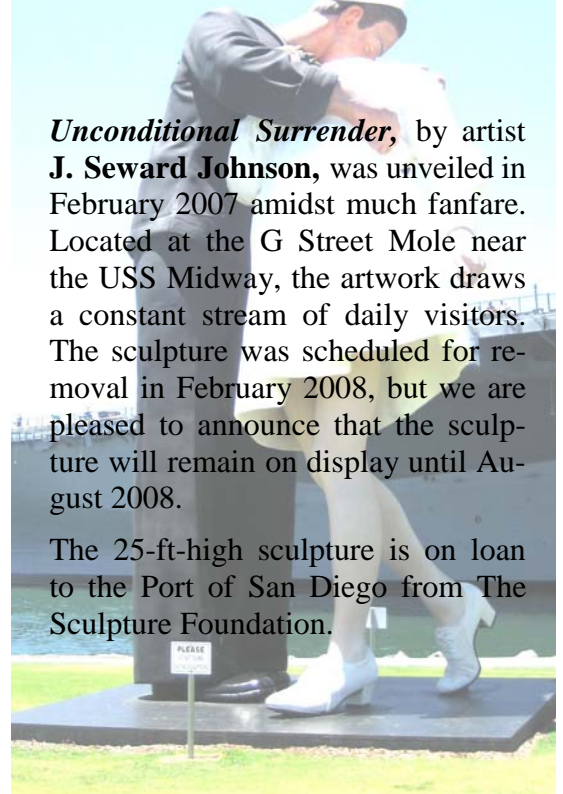 Unconditional Surrender, by artist
J. Seward Johnson, was unveiled in
February 2007 amidst much fanfare.
Located at the G Street Mole near
the USS Midway, the artwork draws
a constant stream of daily visitors.
The sculpture was scheduled for re-
moval in February 2008, but we are
pleased to announce that the sculp-
ture will remain on display until Au-
gust 2008.
The 25-ft-high sculpture is on loan
to the Port of San Diego from The
Sculpture Foundation.
PLEASE